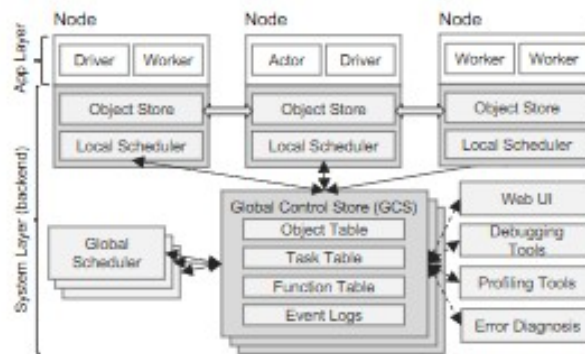 Node
Node
Node
App Layer
Driver
Worker
Actor
Driver
Worker
Worker
Object Store
Object Store
Object Store
Local Scheduler
Local Scheduler
Local Scheduler
System Layer (backend)
Global Control Store (GCS)
Object Table
Task Table
Function Table
Event Logs
Global
Scheduler
Web UI
Debugging
Tools
Profiling Tools
Error Diagnosis